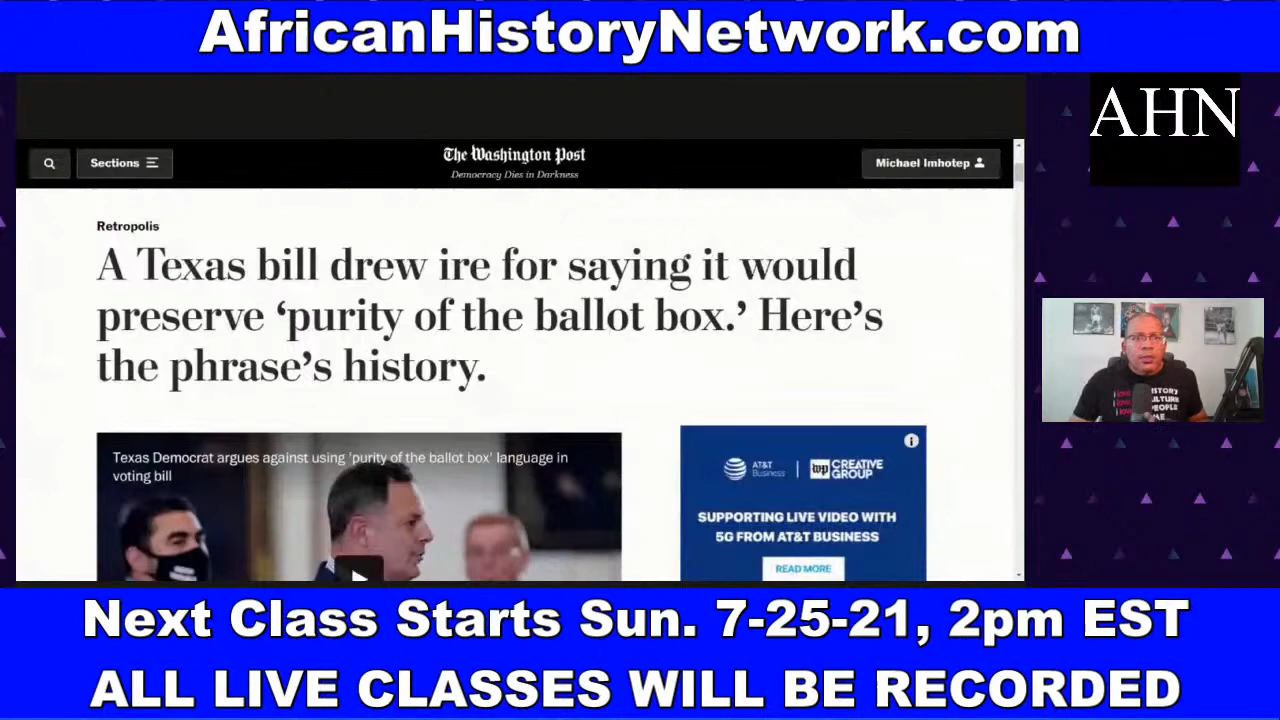 AfricanHistoryNetwork.com
AHN
Sections
The Washington Post
Democracy Dies in Darkness
Michael Imhotep
Retropolis
A Texas bill drew ire for saying it would
preserve ‘purity of the ballot box.’ Here’s
the phrase’s history.
Texas Democrat argues against using 'purity of the ballot box' language in
voting bill
AT&T
Business
wp CREATIVE
GROUP
SUPPORTING LIVE VIDEO WITH
5G FROM AT&T BUSINESS
READ MORE
Next Class Starts Sun. 7-25-21, 2pm EST
ALL LIVE CLASSES WILL BE RECORDED